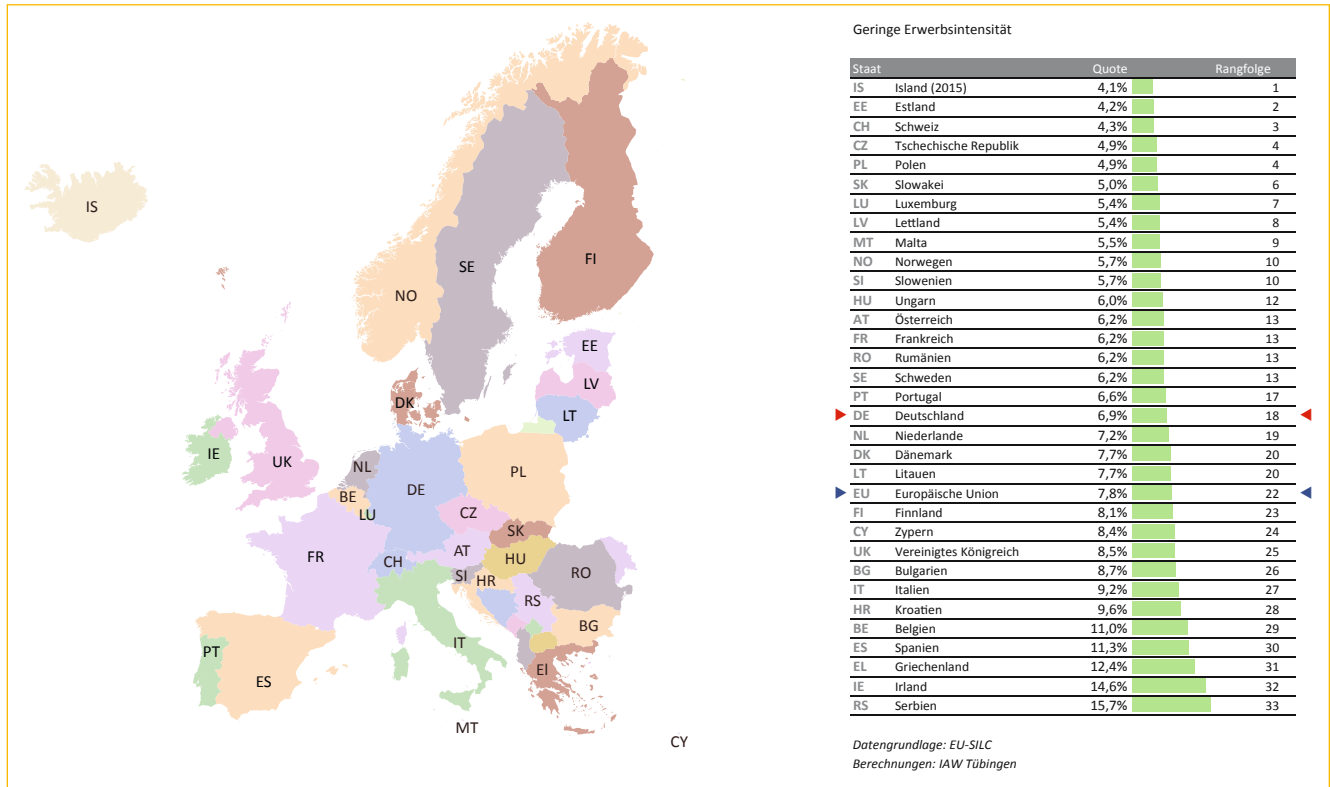 Geringe Erwerbsintensität
Staat Quote Rangfolge
IS Island (2015) 4,1% 1
EE Estland 4,2% 2
CH Schweiz 4,3% 3
CZ Tschechische Republik 4,9% 4
PL Polen 4,9% 4
SK Slowakei 5,0% 6
LU Luxemburg 5,4% 7
LV Lettland 5,4% 8
MT Malta 5,5% 9
NO Norwegen 5,7% 10
SI Slowenien 5,7% 10
HU Ungarn 6,0% 12
AT Österreich 6,2% 13
FR Frankreich 6,2% 13
RO Rumänien 6,2% 13
SE Schweden 6,2% 13
PT Portugal 6,6% 17
DE Deutschland 6,9% 18
NL Niederlande 7,2% 19
DK Dänemark 7,7% 20
LT Litauen 7,7% 20
EU Europäische Union 7,8% 22
FI Finnland 8,1% 23
CY Zypern 8,4% 24
UK Vereinigtes Königreich 8,5% 25
BG Bulgarien 8,7% 26
IT Italien 9,2% 27
HR Kroatien 9,6% 28
BE Belgien 11,0% 29
ES Spanien 11,3% 30
EL Griechenland 12,4% 31
IE Irland 14,6% 32
RS Serbien 15,7% 33
Datengrundlage: EU-SILC
Berechnungen: IAW Tübingen
IS
FI
SE
NO
EE
LV
DK
LT
IE
UK
NL
PL
DE
BE
LU
CZ
SK
FR
AT
HU
CH
SI
HR
RO
RS
BG
IT
PT
EI
ES
MT
CY